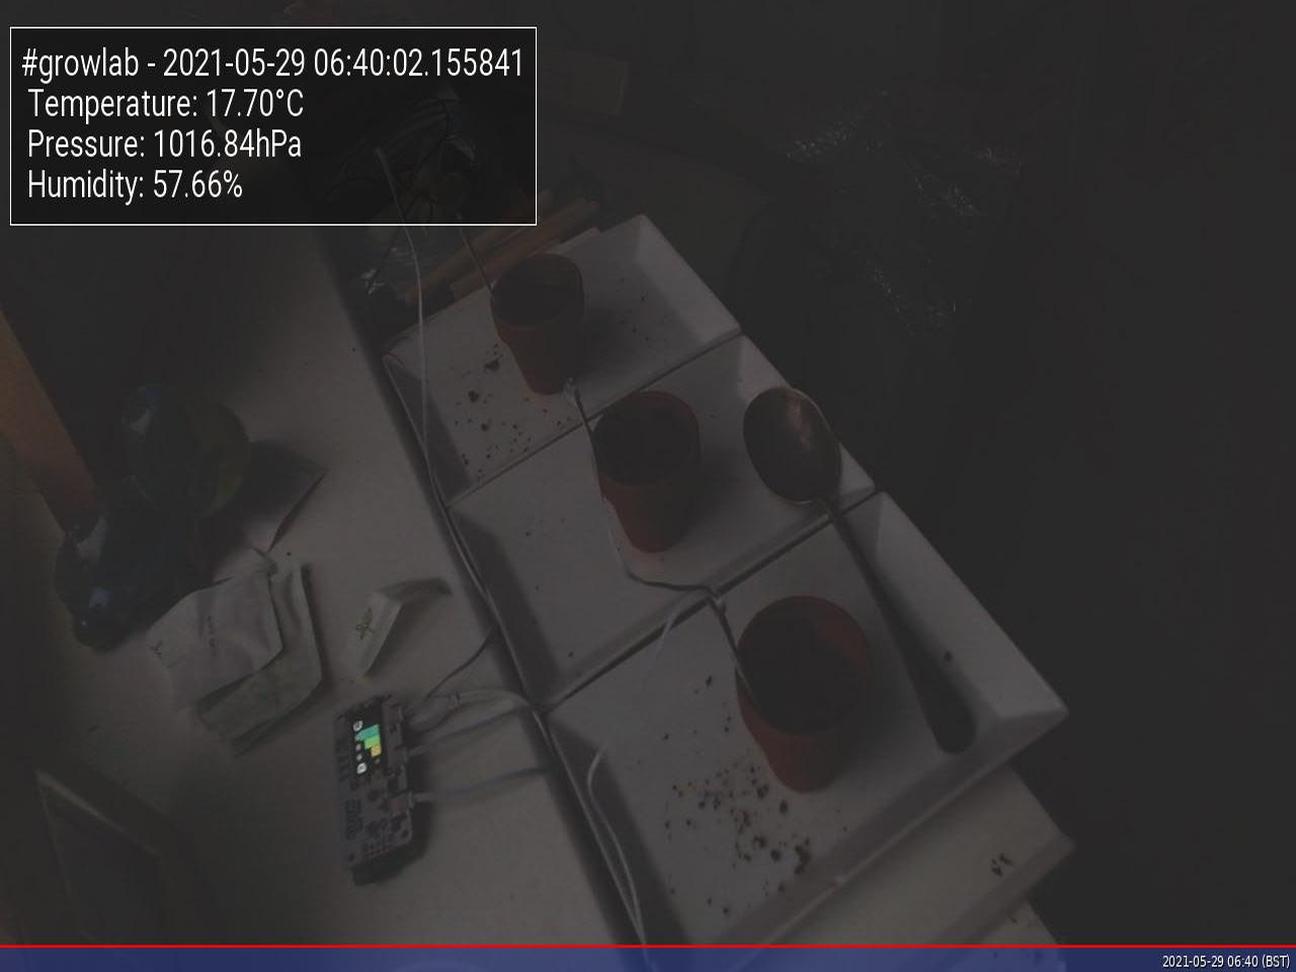 #growlab - 2021-05-29 06:40:02.155841
Temperature: 17.70°C
Pressure: 1016.84hPa
Humidity: 57.66%
2021-05-29 06:40 (BST)